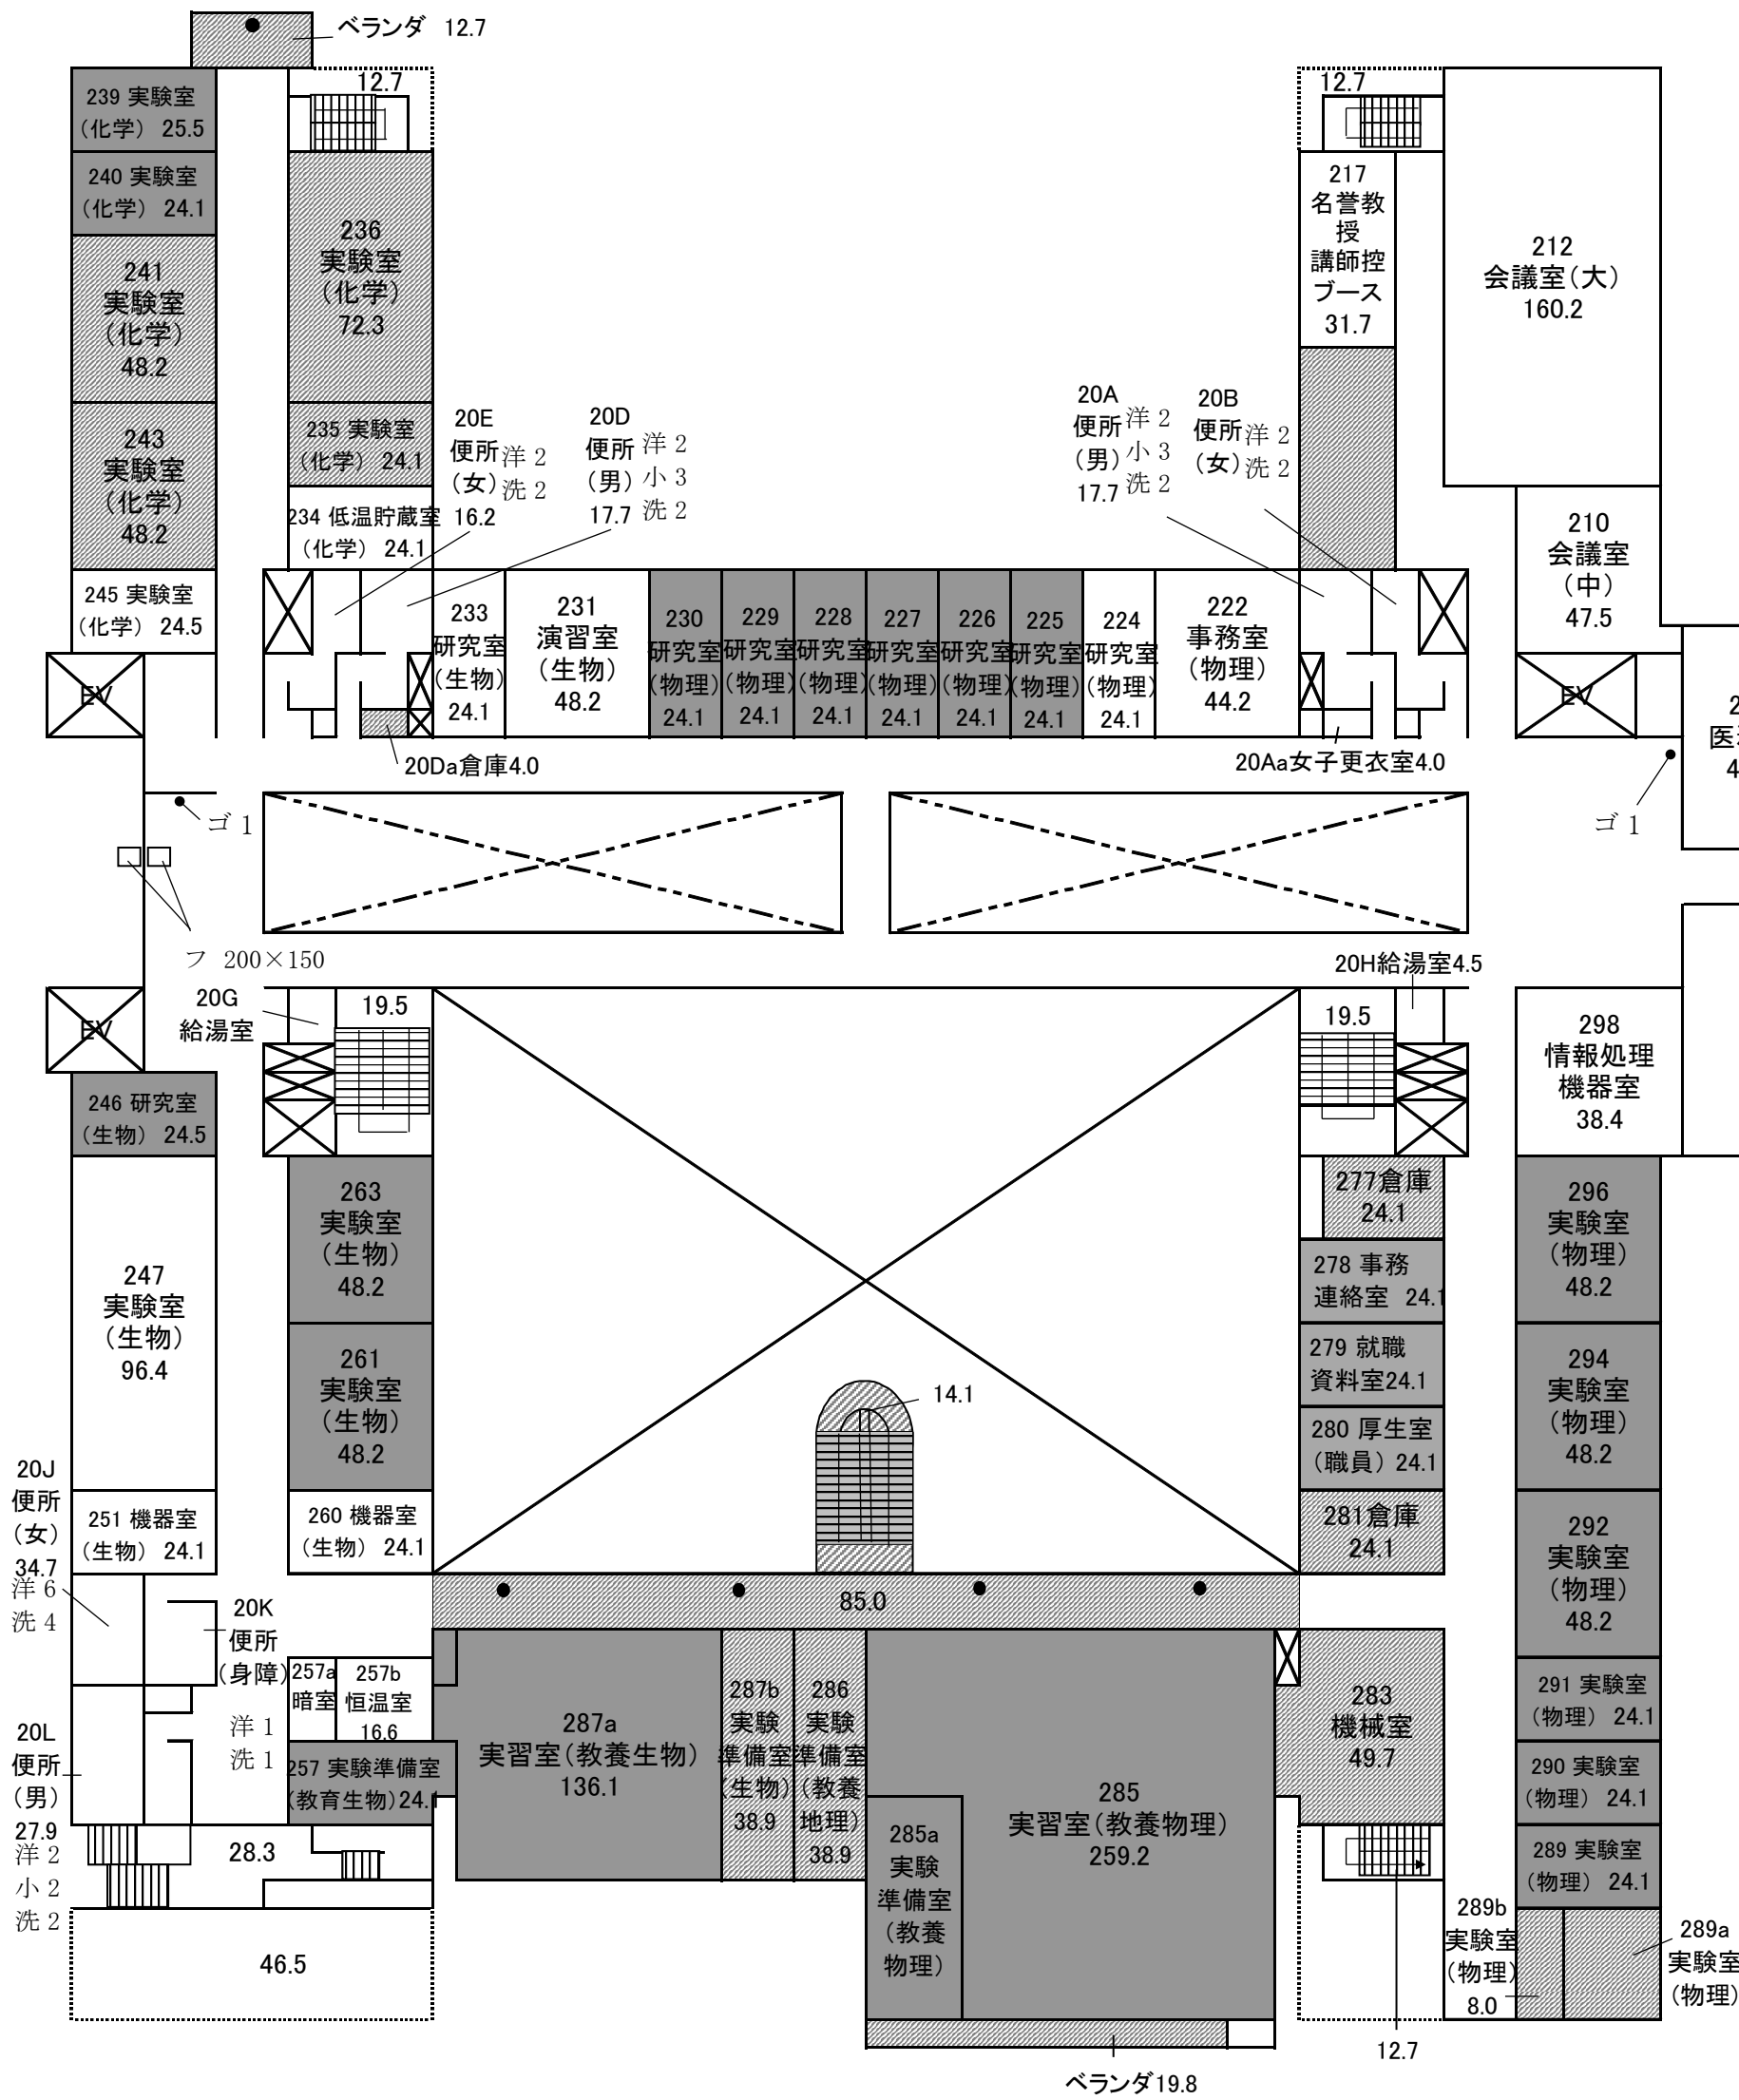 ベランダ 12.7
12.7
12.7
239 実験室
(化学) 25.5
240 実験室
(化学) 24.1
241
実験室
(化学)
48.2
243
実験室
(化学)
48.2
245 実験室
(化学) 24.5
236
実験室
(化学)
72.3
235 実験室
(化学) 24.1
234 低温貯蔵室
(化学) 24.1
20E
便所
(女)
16.2
洋 2
洗 2
20D
便所
(男)
17.7
洋 2
小 3
洗 2
217
名誉教
授
講師控
ブース
31.7
212
会議室(大)
160.2
20A
便所
(男)
17.7
洋 2
小 3
洗 2
20B
便所
(女)
洋 2
洗 2
210
会議室
(中)
47.5
233
研究室
(生物)
24.1
231
演習室
(生物)
48.2
230
研究室
(物理)
24.1
229
研究室
(物理)
24.1
228
研究室
(物理)
24.1
227
研究室
(物理)
24.1
226
研究室
(物理)
24.1
225
研究室
(物理)
24.1
224
研究室
(物理)
24.1
222
事務室
(物理)
44.2
EV
EV
20Da倉庫4.0
20Aa女子更衣室4.0
ゴ 1
ゴ 1
フ 200×150
20H給湯室4.5
20G
給湯室
19.5
19.5
EV
298
情報処理
機器室
38.4
246 研究室
(生物) 24.5
247
実験室
(生物)
96.4
263
実験室
(生物)
48.2
261
実験室
(生物)
48.2
277倉庫
24.1
278 事務
連絡室 24.1
279 就職
資料室24.1
280 厚生室
(職員) 24.1
281倉庫
24.1
296
実験室
(物理)
48.2
294
実験室
(物理)
48.2
292
実験室
(物理)
48.2
14.1
20J
便所
(女)
34.7
洋 6
洗 4
251 機器室
(生物) 24.1
260 機器室
(生物) 24.1
85.0
20K
便所
(身障)
洋 1
洗 1
257a
暗室
257b
恒温室
16.6
257 実験準備室
(教育生物)24.1
287a
実習室(教養生物)
136.1
287b
実験
準備室
(生物)
38.9
286
実験
準備室
(教養
地理)
38.9
285
実習室(教養物理)
259.2
285a
実験
準備室
(教養
物理)
283
機械室
49.7
291 実験室
(物理) 24.1
290 実験室
(物理) 24.1
289 実験室
(物理) 24.1
20L
便所
(男)
27.9
洋 2
小 2
洗 2
28.3
46.5
289b
実験室
(物理)
8.0
289a
実験室
(物理)
12.7
ベランダ19.8